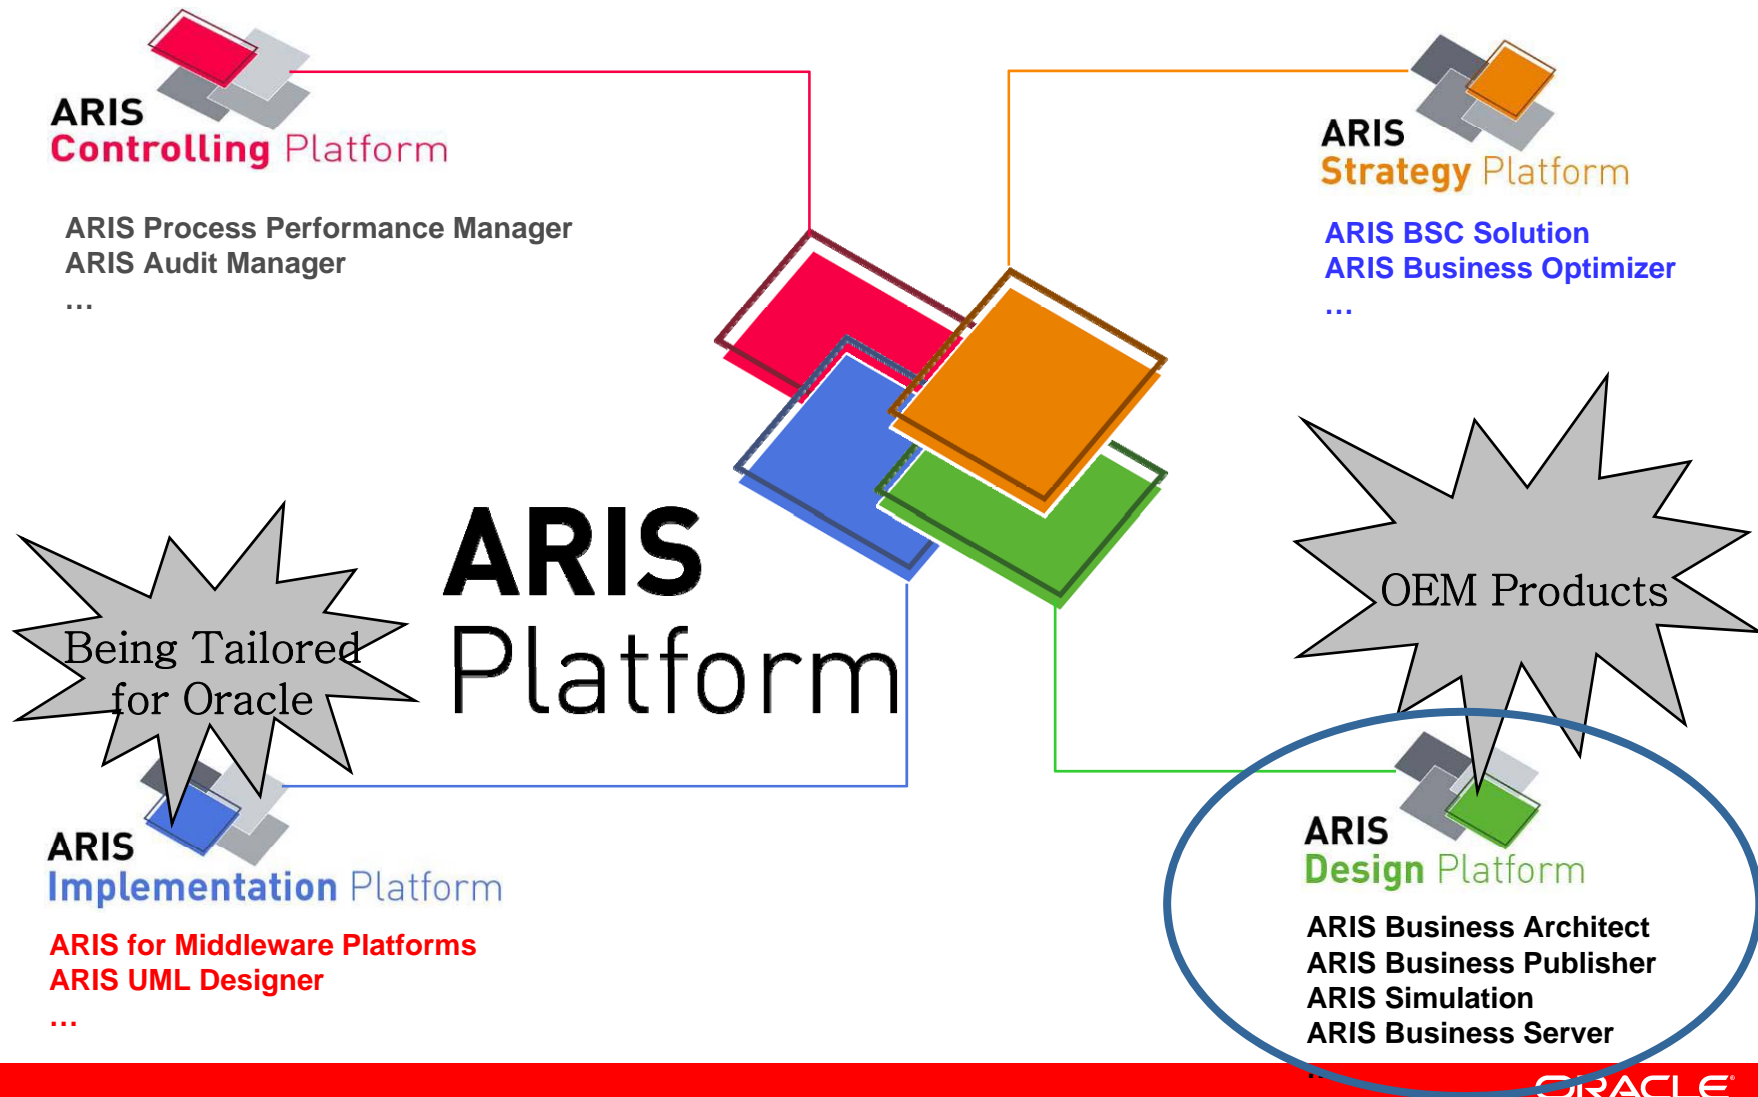 ARIS
Controlling Platform
ARIS Process Performance Manager
ARIS Audit Manager
…
ARIS
Strategy Platform
ARIS BSC Solution
ARIS Business Optimizer
…
ARIS
Platform
Being Tailored
for Oracle
OEM Products
ARIS
Implementation Platform
ARIS for Middleware Platforms
ARIS UML Designer
…
ARIS
Design Platform
ARIS Business Architect
ARIS Business Publisher
ARIS Simulation
ARIS Business Server
…
ORACLE®